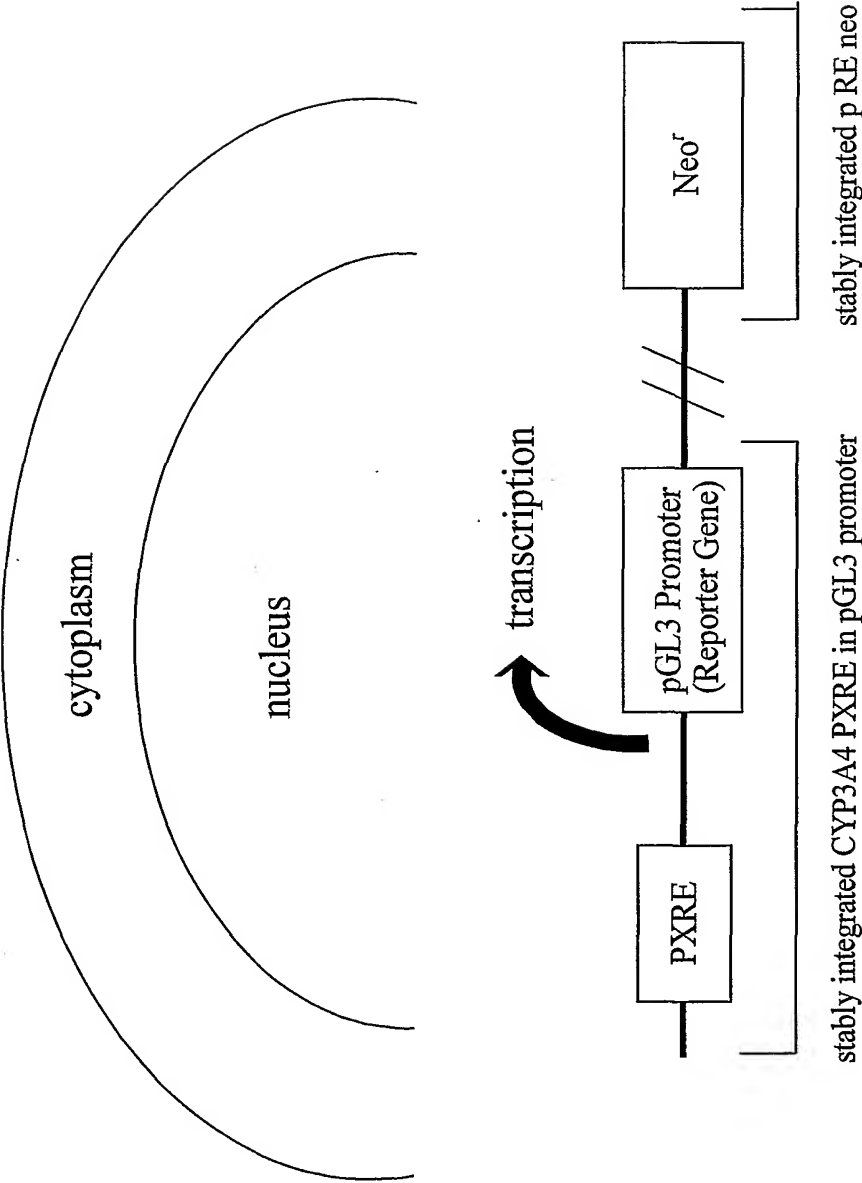 cytoplasm
nucleus
transcription
PXRE
pGL3 Promoter
(Reporter Gene)
Neoʳ
stably integrated CYP3A4 PXRE in pGL3 promoter
stably integrated p RE neo